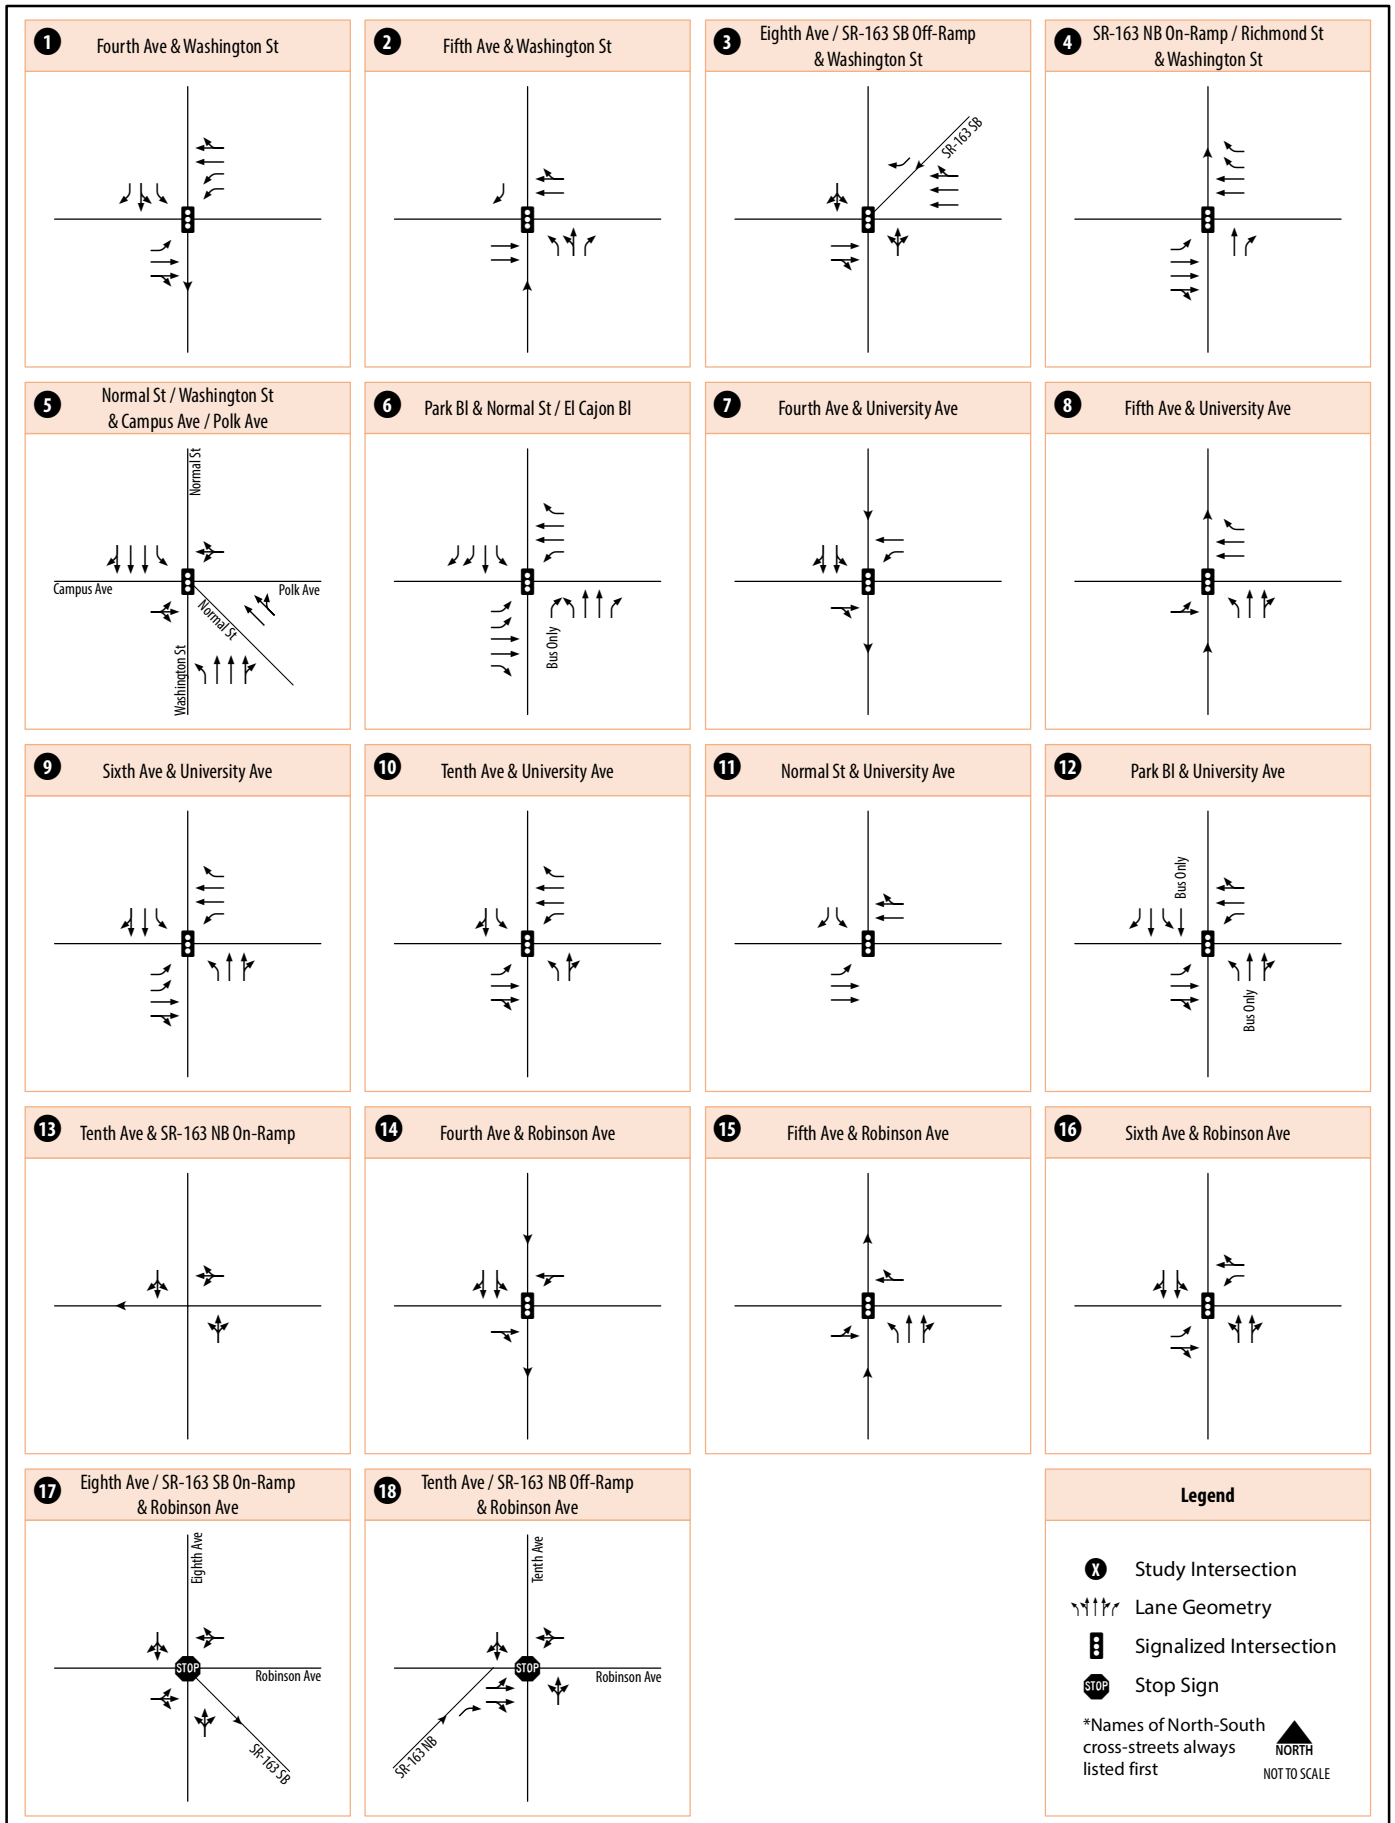 1
Fourth Ave & Washington St
2
Fifth Ave & Washington St
3
Eighth Ave / SR-163 SB Off-Ramp
& Washington St
SR-163 SB
4
SR-163 NB On-Ramp / Richmond St
& Washington St
5
Normal St / Washington St
& Campus Ave / Polk Ave
Normal St
Campus Ave
Polk Ave
Normal St
Washington St
6
Park Bl & Normal St / El Cajon Bl
Bus Only
7
Fourth Ave & University Ave
8
Fifth Ave & University Ave
9
Sixth Ave & University Ave
10
Tenth Ave & University Ave
11
Normal St & University Ave
12
Park Bl & University Ave
Bus Only
Bus Only
13
Tenth Ave & SR-163 NB On-Ramp
14
Fourth Ave & Robinson Ave
15
Fifth Ave & Robinson Ave
16
Sixth Ave & Robinson Ave
17
Eighth Ave / SR-163 SB On-Ramp
& Robinson Ave
Eighth Ave
STOP
Robinson Ave
SR-163 SB
18
Tenth Ave / SR-163 NB Off-Ramp
& Robinson Ave
Tenth Ave
STOP
Robinson Ave
SR-163 NB
Legend
X
Study Intersection
Lane Geometry
Signalized Intersection
STOP
Stop Sign
*Names of North-South
cross-streets always
listed first
NORTH
NOT TO SCALE